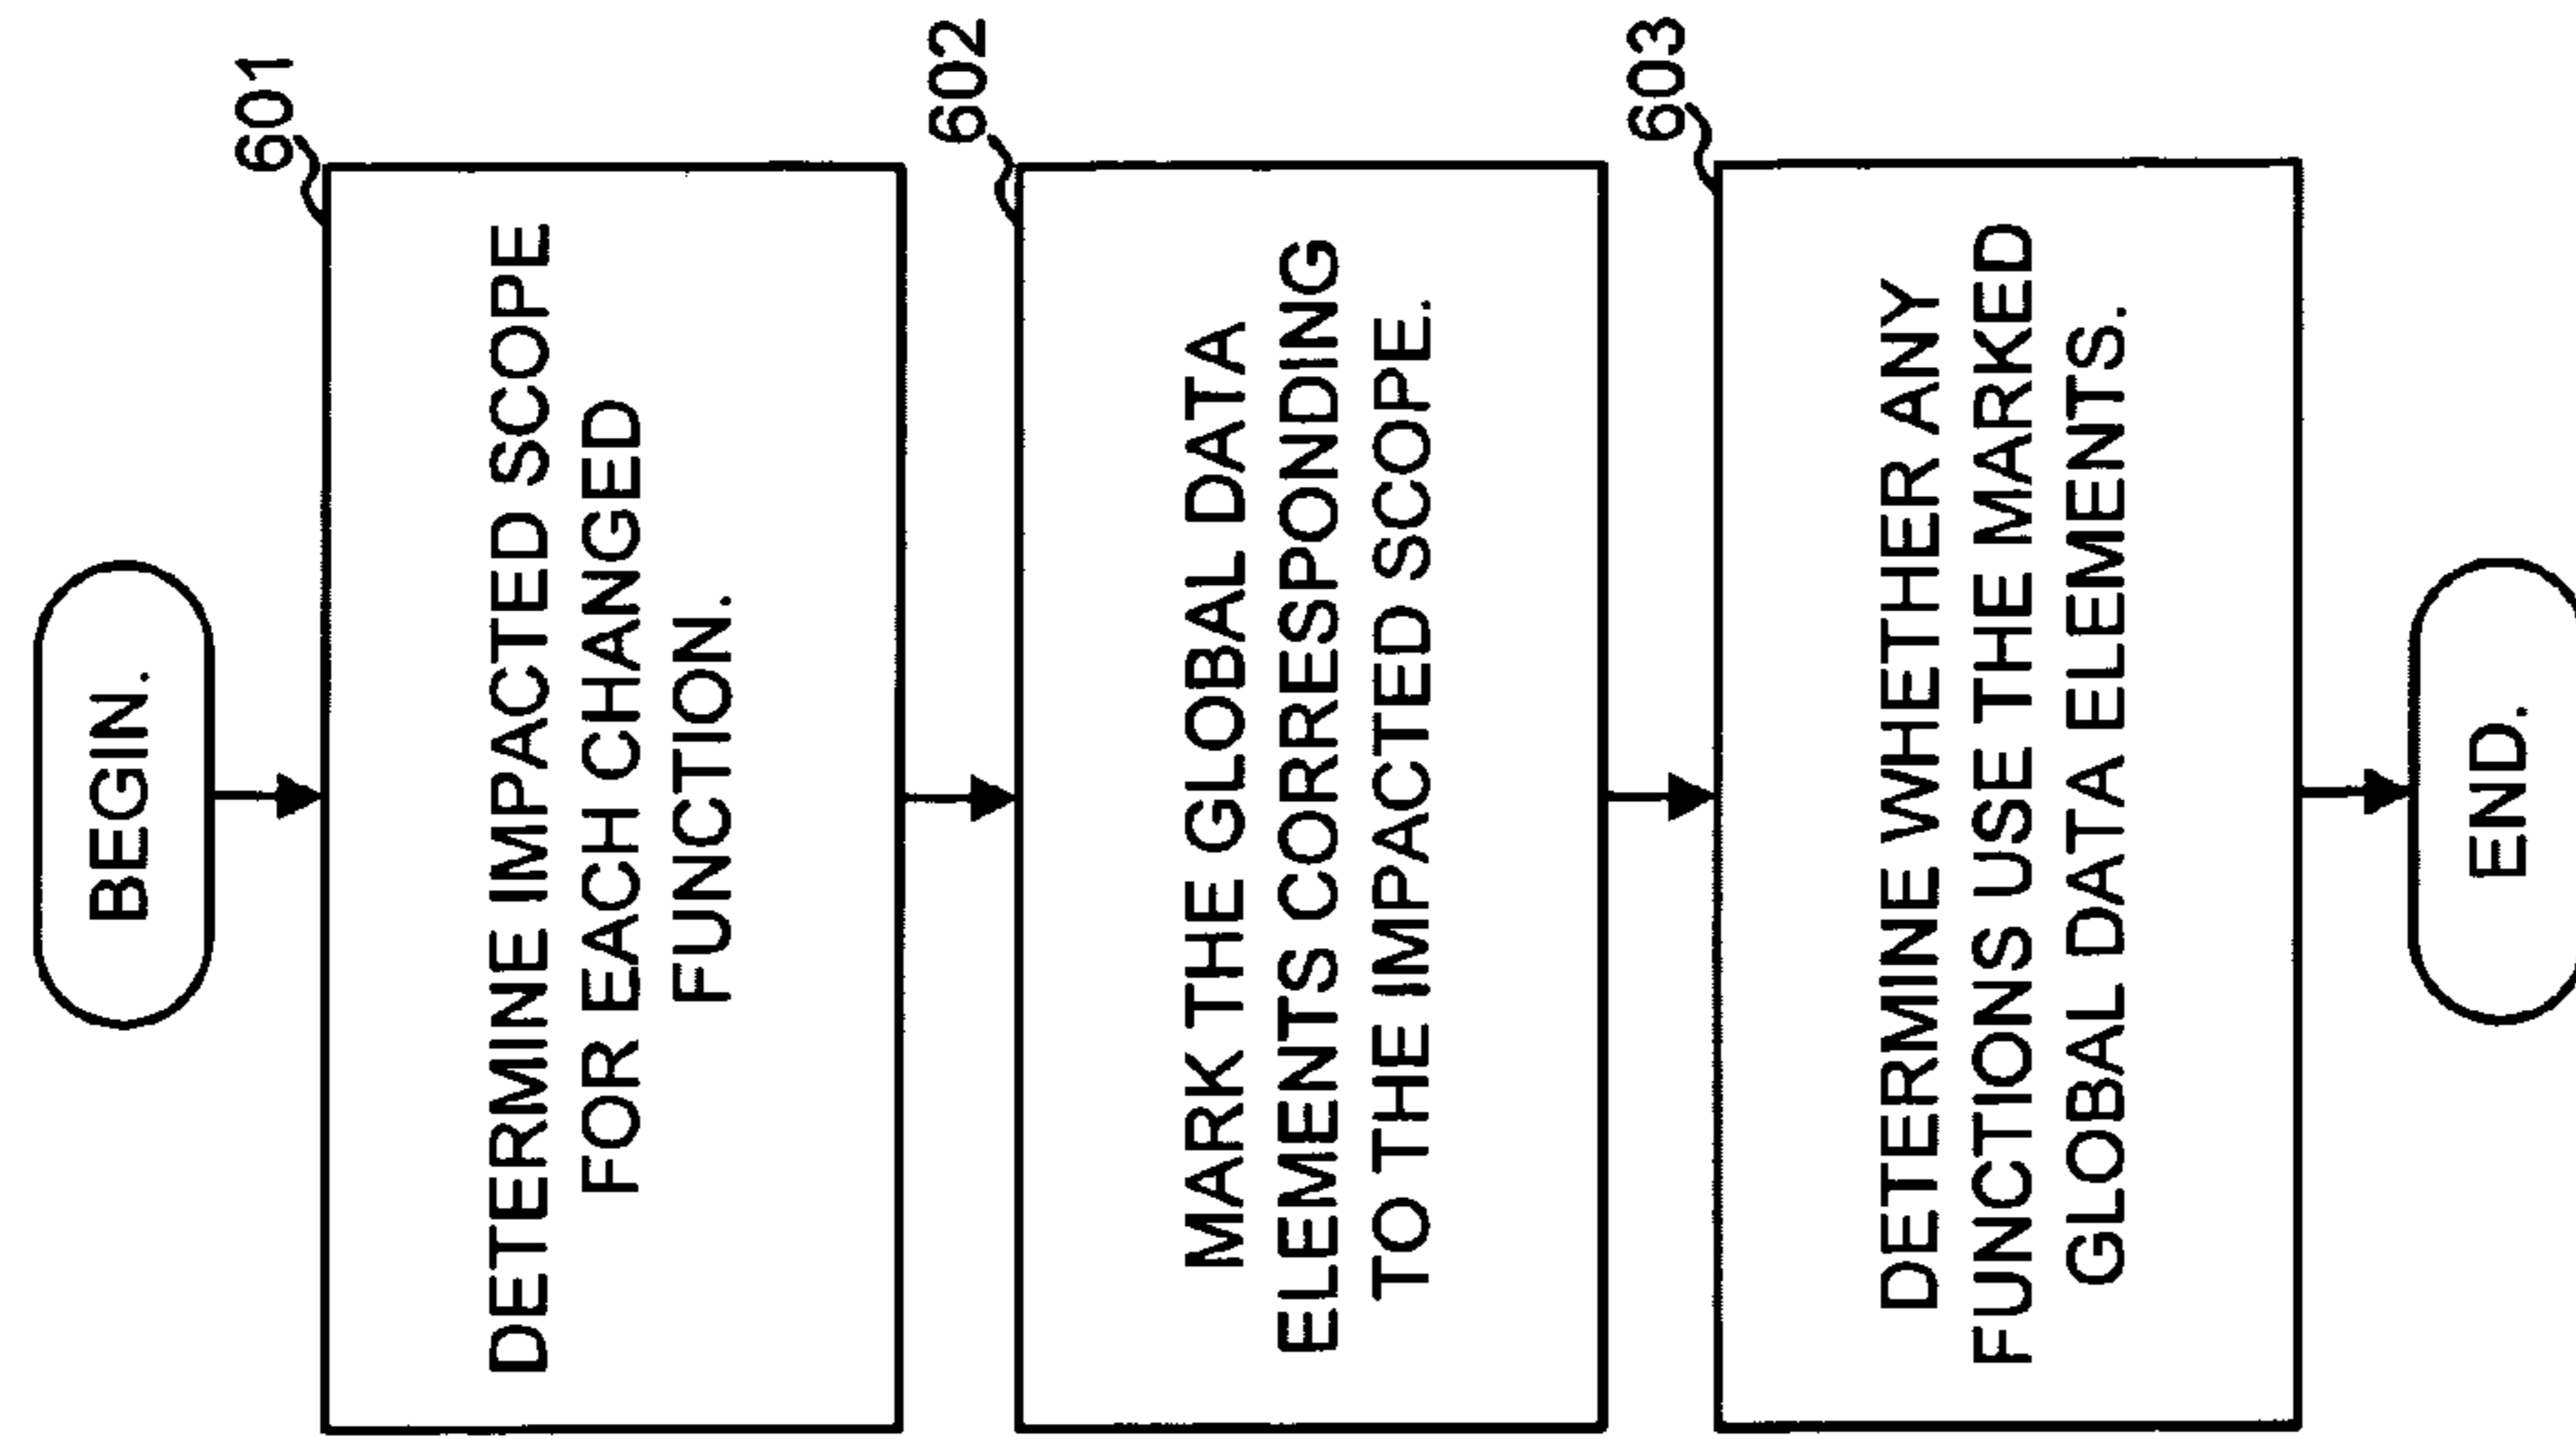 BEGIN.
601
DETERMINE IMPACTED SCOPE
FOR EACH CHANGED
FUNCTION.
602
MARK THE GLOBAL DATA
ELEMENTS CORRESPONDING
TO THE IMPACTED SCOPE.
603
DETERMINE WHETHER ANY
FUNCTIONS USE THE MARKED
GLOBAL DATA ELEMENTS.
END.